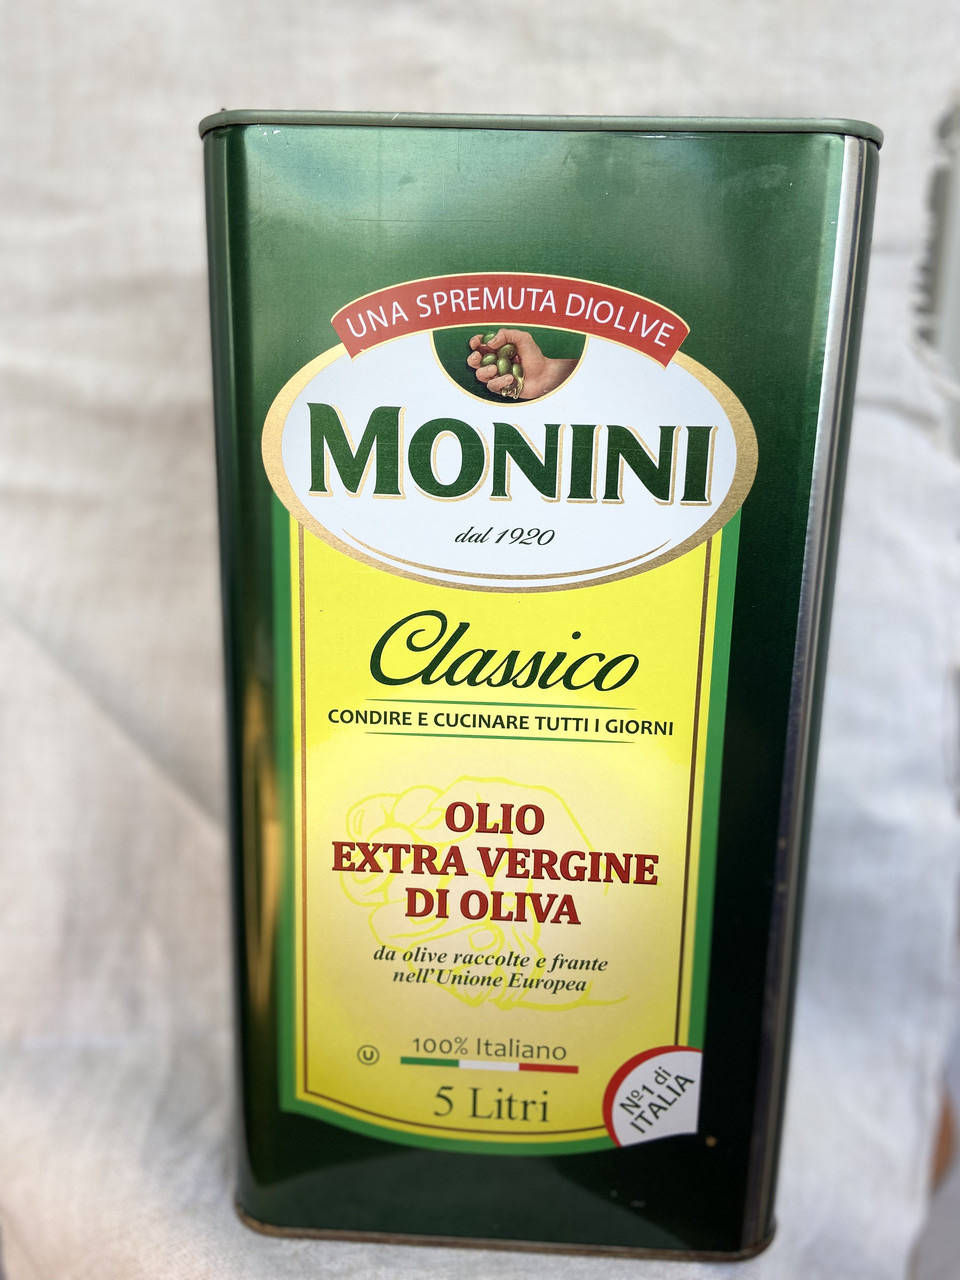 UNA SPREMUTA DIOLIVE
MONINI
dal 1920
Classico
CONDIRE E CUCINARE TUTTI I GIORNI
OLIO
EXTRA VERGINE
DI OLIVA
da olive raccolte e frante
nell'Unione Europea
U
100% Italiano
5 Litri
Nº1 di
ITALIA